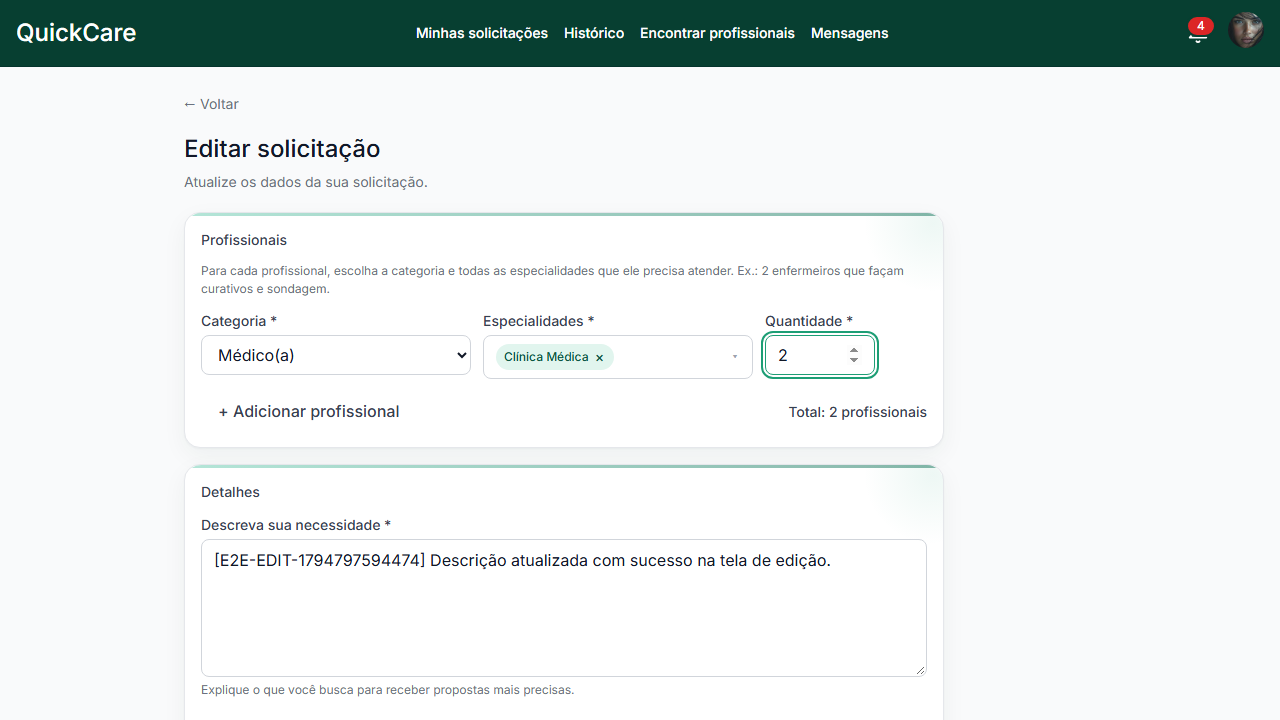 QuickCare
Minhas solicitações Histórico Encontrar profissionais Mensagens
4
← Voltar
Editar solicitação
Atualize os dados da sua solicitação.
Profissionais
Para cada profissional, escolha a categoria e todas as especialidades que ele precisa atender. Ex.: 2 enfermeiros que façam
curativos e sondagem.
Categoria * Especialidades * Quantidade *
Médico(a) Clínica Médica × 2
+ Adicionar profissional Total: 2 profissionais
Detalhes
Descreva sua necessidade *
[E2E-EDIT-1794797594474] Descrição atualizada com sucesso na tela de edição.
Explique o que você busca para receber propostas mais precisas.